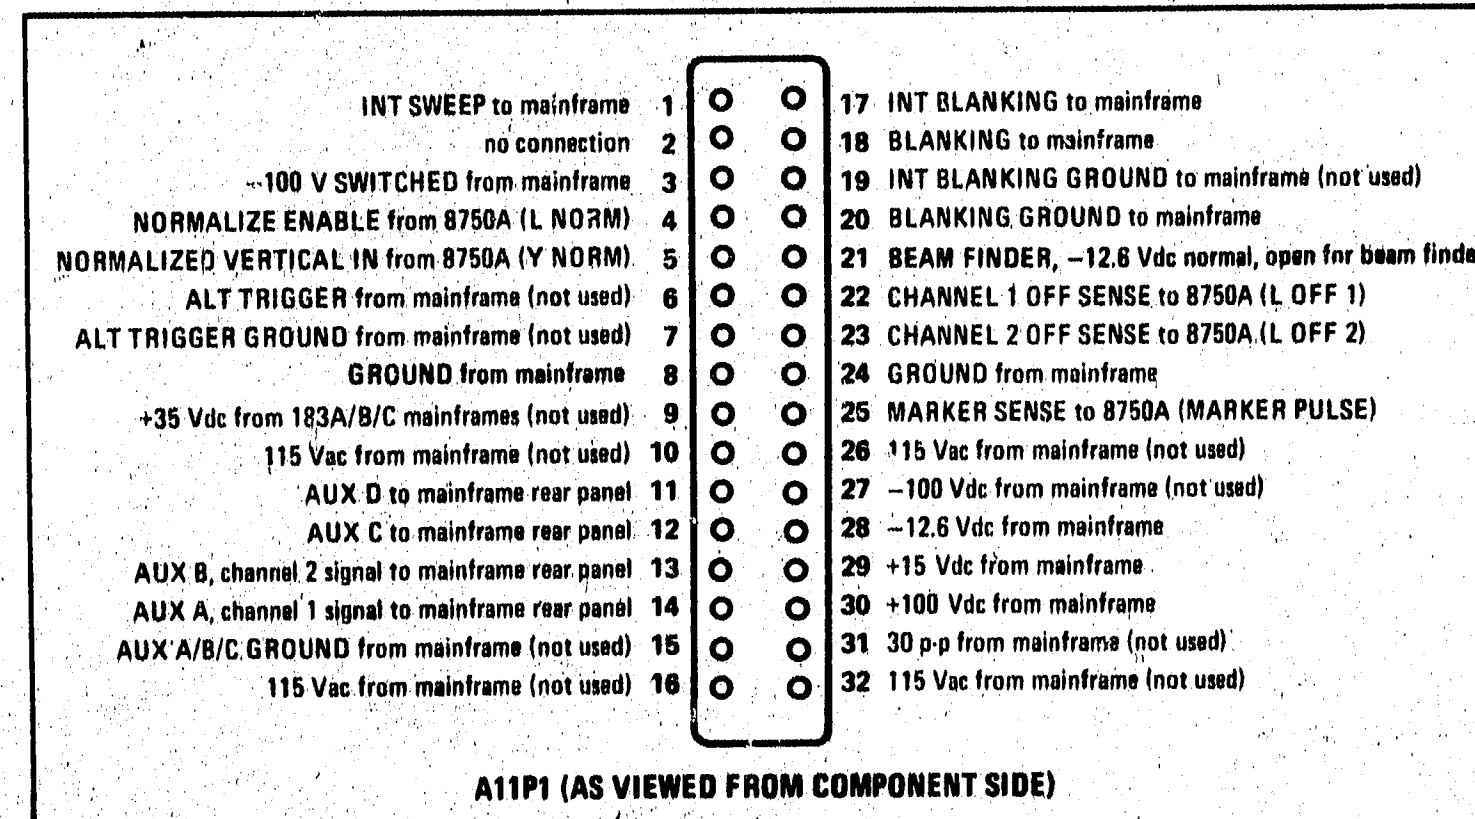 INT SWEEP to mainframe 1
no connection 2
--100 V SWITCHED from mainframe 3
NORMALIZE ENABLE from 8750A (L NORM) 4
NORMALIZED VERTICAL IN from 8750A (Y NORM) 5
ALT TRIGGER from mainframe (not used) 6
ALT TRIGGER GROUND from mainframe (not used) 7
GROUND from mainframe 8
+35 Vdc from 183A/B/C mainframes (not used) 9
115 Vac from mainframe (not used) 10
AUX D to mainframe rear panel 11
AUX C to mainframe rear panel 12
AUX B, channel 2 signal to mainframe rear panel 13
AUX A, channel 1 signal to mainframe rear panel 14
AUX A/B/C GROUND from mainframe (not used) 15
115 Vac from mainframe (not used) 16
17 INT BLANKING to mainframe
18 BLANKING to mainframe
19 INT BLANKING GROUND to mainframe (not used)
20 BLANKING GROUND to mainframe
21 BEAM FINDER, –12.6 Vdc normal, open for beam finde
22 CHANNEL 1 OFF SENSE to 8750A (L OFF 1)
23 CHANNEL 2 OFF SENSE to 8750A (L OFF 2)
24 GROUND from mainframe
25 MARKER SENSE to 8750A (MARKER PULSE)
26 115 Vac from mainframe (not used)
27 –100 Vdc from mainframe (not used)
28 –12.6 Vdc from mainframe
29 +15 Vdc from mainframe
30 +100 Vdc from mainframe
31 30 p-p from mainframe (not used)
32 115 Vac from mainframe (not used)
A11P1 (AS VIEWED FROM COMPONENT SIDE)